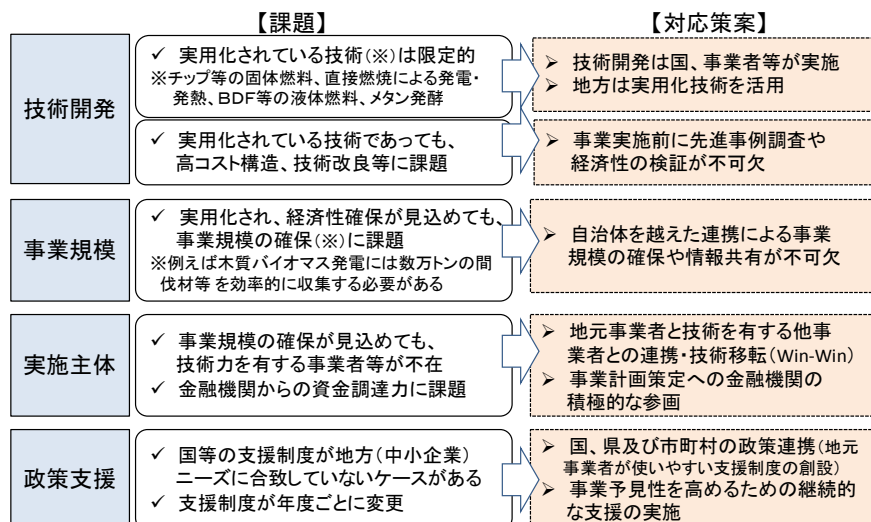 【課題】
【対応策案】
技術開発
✓ 実用化されている技術(※)は限定的
※チップ等の固体燃料、直接燃焼による発電・
発熱、BDF等の液体燃料、メタン発酵
➢ 技術開発は国、事業者等が実施
➢ 地方は実用化技術を活用
✓ 実用化されている技術であっても、
高コスト構造、技術改良等に課題
➢ 事業実施前に先進事例調査や
経済性の検証が不可欠
事業規模
✓ 実用化され、経済性確保が見込めても、
事業規模の確保(※)に課題
※例えば木質バイオマス発電には数万トンの間
伐材等 を効率的に収集する必要がある
➢ 自治体を越えた連携による事業
規模の確保や情報共有が不可欠
実施主体
✓ 事業規模の確保が見込めても、
技術力を有する事業者等が不在
✓ 金融機関からの資金調達力に課題
➢ 地元事業者と技術を有する他事
業者との連携・技術移転(Win-Win)
➢ 事業計画策定への金融機関の
積極的な参画
政策支援
✓ 国等の支援制度が地方(中小企業)
ニーズに合致していないケースがある
✓ 支援制度が年度ごとに変更
➢ 国、県及び市町村の政策連携(地元
事業者が使いやすい支援制度の創設)
➢ 事業予見性を高めるための継続的
な支援の実施